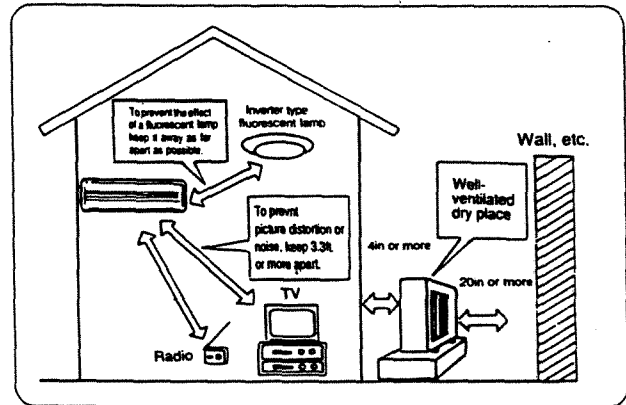 To prevent the effect
of a fluorescent lamp
keep it away as far
apart as possible.
Inverter type
fluorescent lamp
Wall, etc.
Well-
ventilated
dry place
To prevnt
picture distortion or
noise, keep 3.3ft.
or more apart.
4in or more
20in or more
TV
Radio